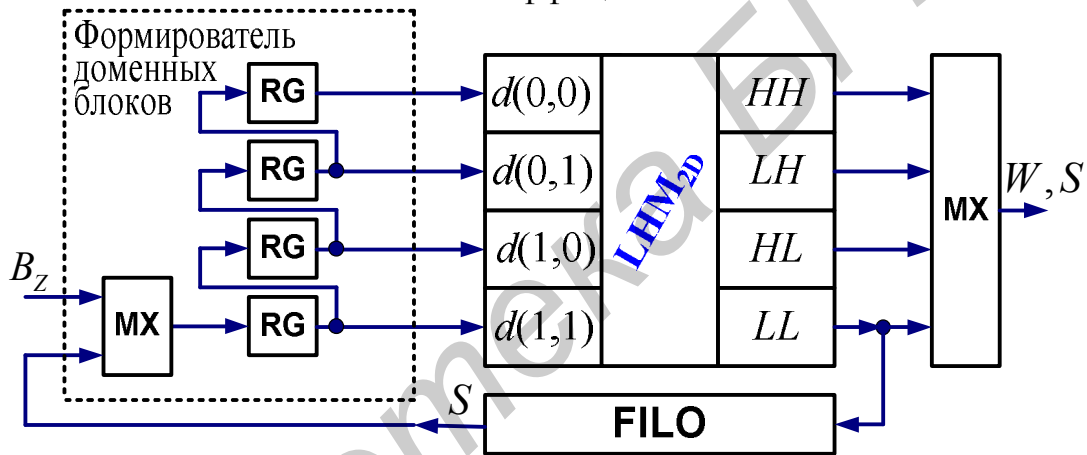 Формирователь
доменных
блоков
RG
RG
RG
RG
B_Z
MX
d(0,0)
d(0,1)
d(1,0)
d(1,1)
LHM_2D
HH
LH
HL
LL
MX
W, S
S
FILO